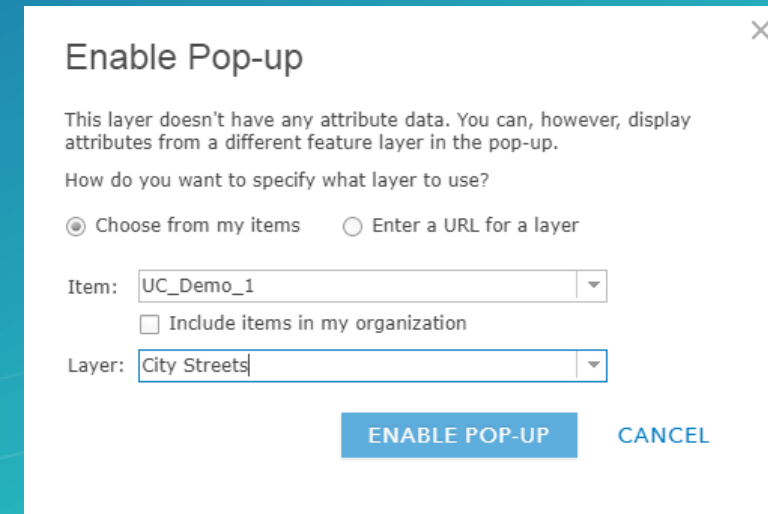 Enable Pop-up
This layer doesn't have any attribute data. You can, however, display
attributes from a different feature layer in the pop-up.
How do you want to specify what layer to use?
Choose from my items Enter a URL for a layer
Item: UC_Demo_1
Include items in my organization
Layer: City Streets
ENABLE POP-UP CANCEL